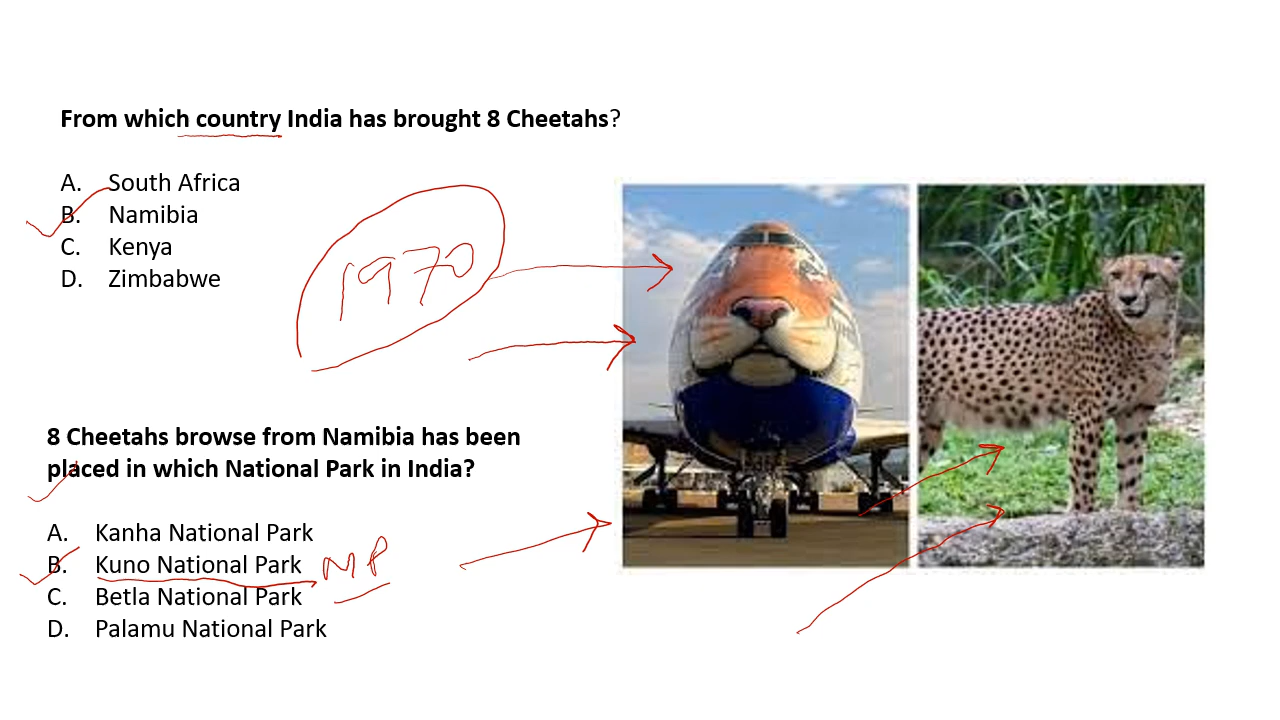 From which country India has brought 8 Cheetahs?
A. South Africa
B. Namibia
C. Kenya
D. Zimbabwe
1970
8 Cheetahs browse from Namibia has been
placed in which National Park in India?
A. Kanha National Park
B. Kuno National Park MP
C. Betla National Park
D. Palamu National Park